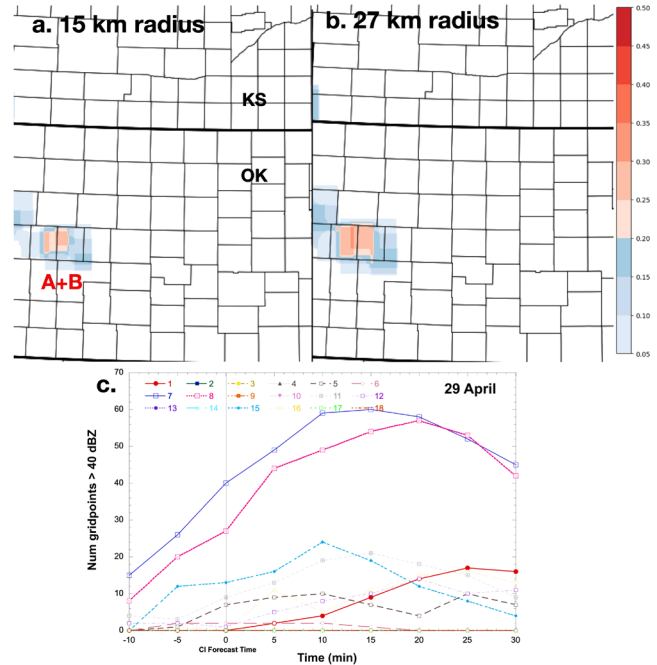 a. 15 km radius
b. 27 km radius
KS
OK
A+B
0.50
0.45
0.40
0.35
0.30
0.25
0.20
0.15
0.10
0.05
c.
29 April
1 2 3 4 5 6
7 8 9 10 11 12
13 14 15 16 17 18
Num gridpoints > 40 dBZ
70
60
50
40
30
20
10
0
-10 -5 0 5 10 15 20 25 30
CI Forecast Time
Time (min)